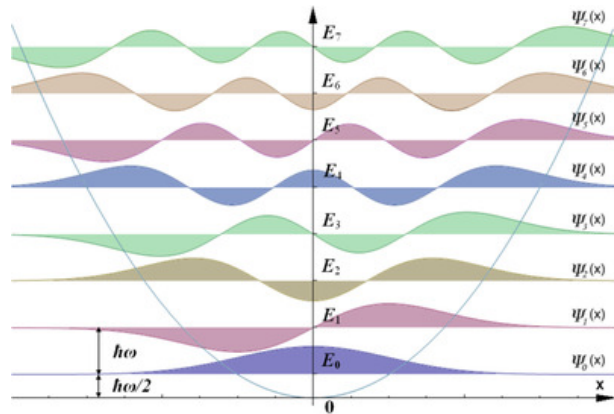 E₇ ψ₇(x)
E₆ ψ₆(x)
E₅ ψ₅(x)
E₄ ψ₄(x)
E₃ ψ₃(x)
E₂ ψ₂(x)
E₁ ψ₁(x)
ħω
E₀ ψ₀(x)
ħω/2
0 x